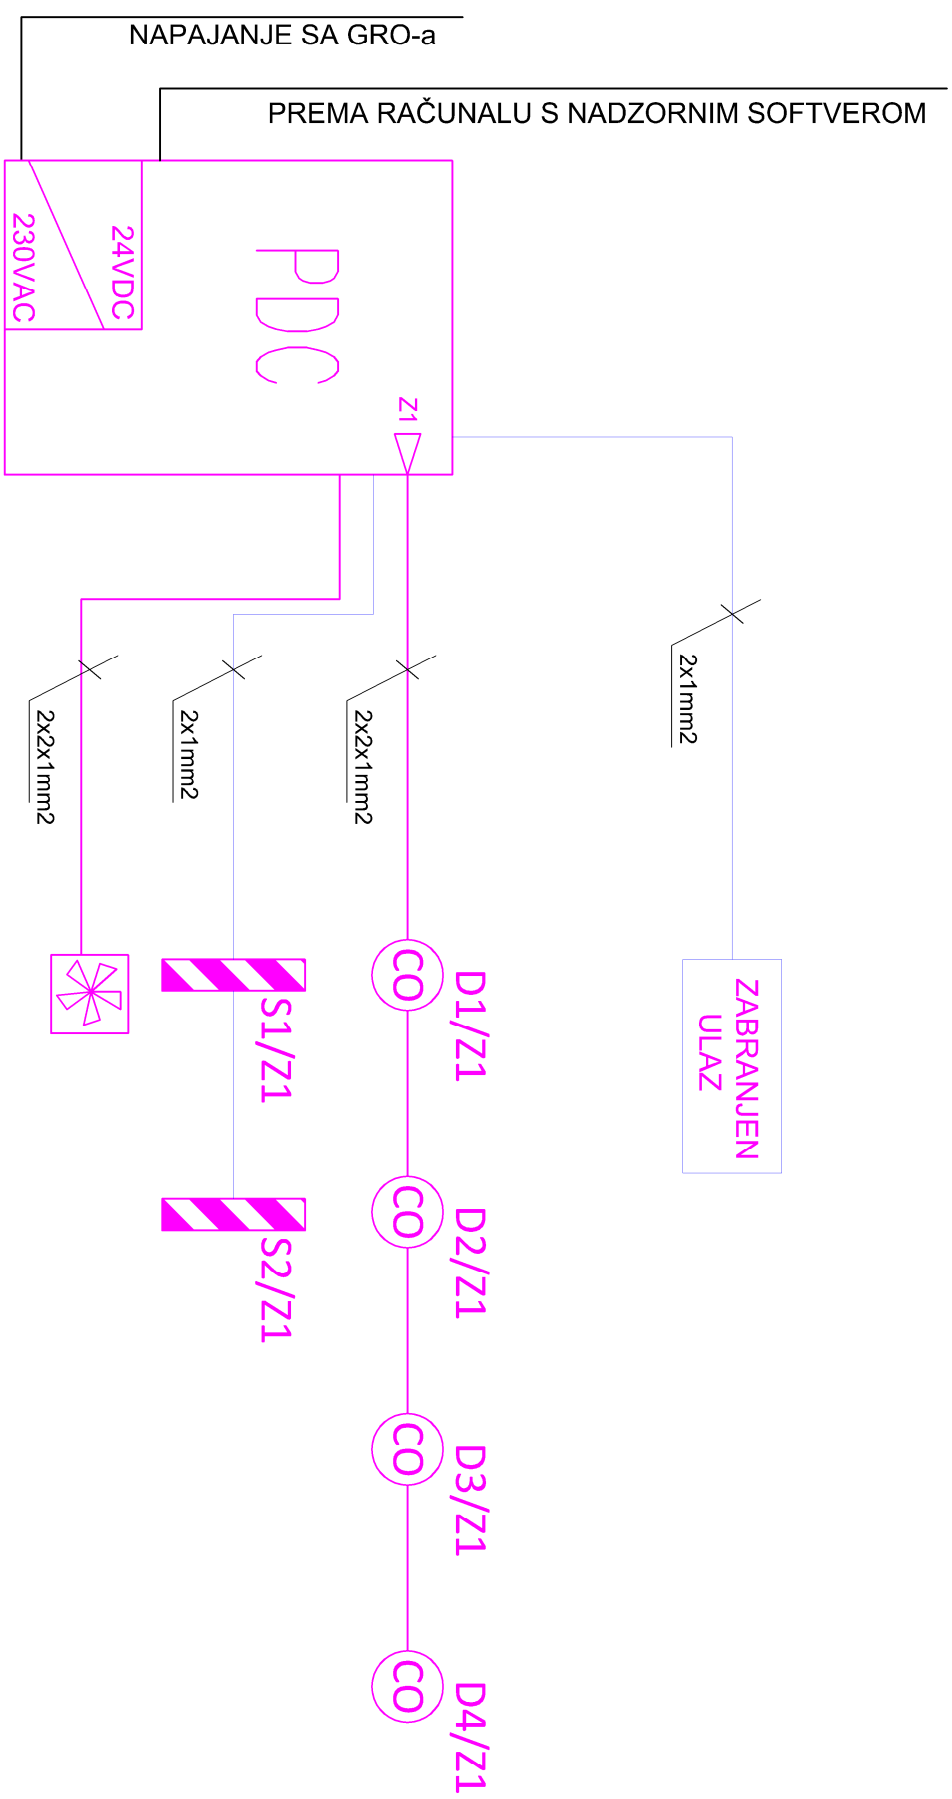 NAPAJANJE SA GRO-a
PREMA RAČUNALU S NADZORNIM SOFTVEROM
230VAC
24VDC
PDC
Z1
2x2x1mm2
2x1mm2
2x2x1mm2
2x1mm2
ZABRANJEN
ULAZ
CO
D1/Z1
S1/Z1
CO
D2/Z1
S2/Z1
CO
D3/Z1
CO
D4/Z1